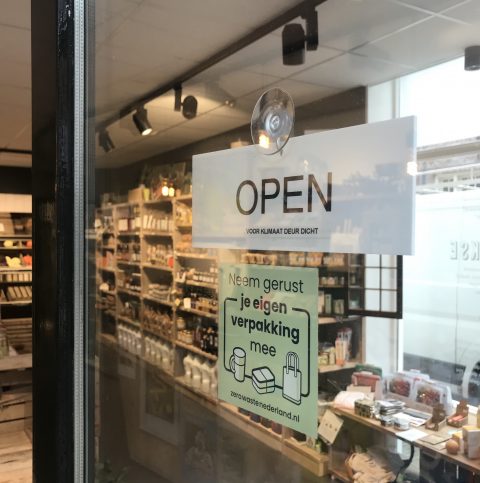 OPEN
VOOR KLIMAAT DEUR DICHT
Neem gerust
je eigen
verpakking
mee
zerowastenederland.nl